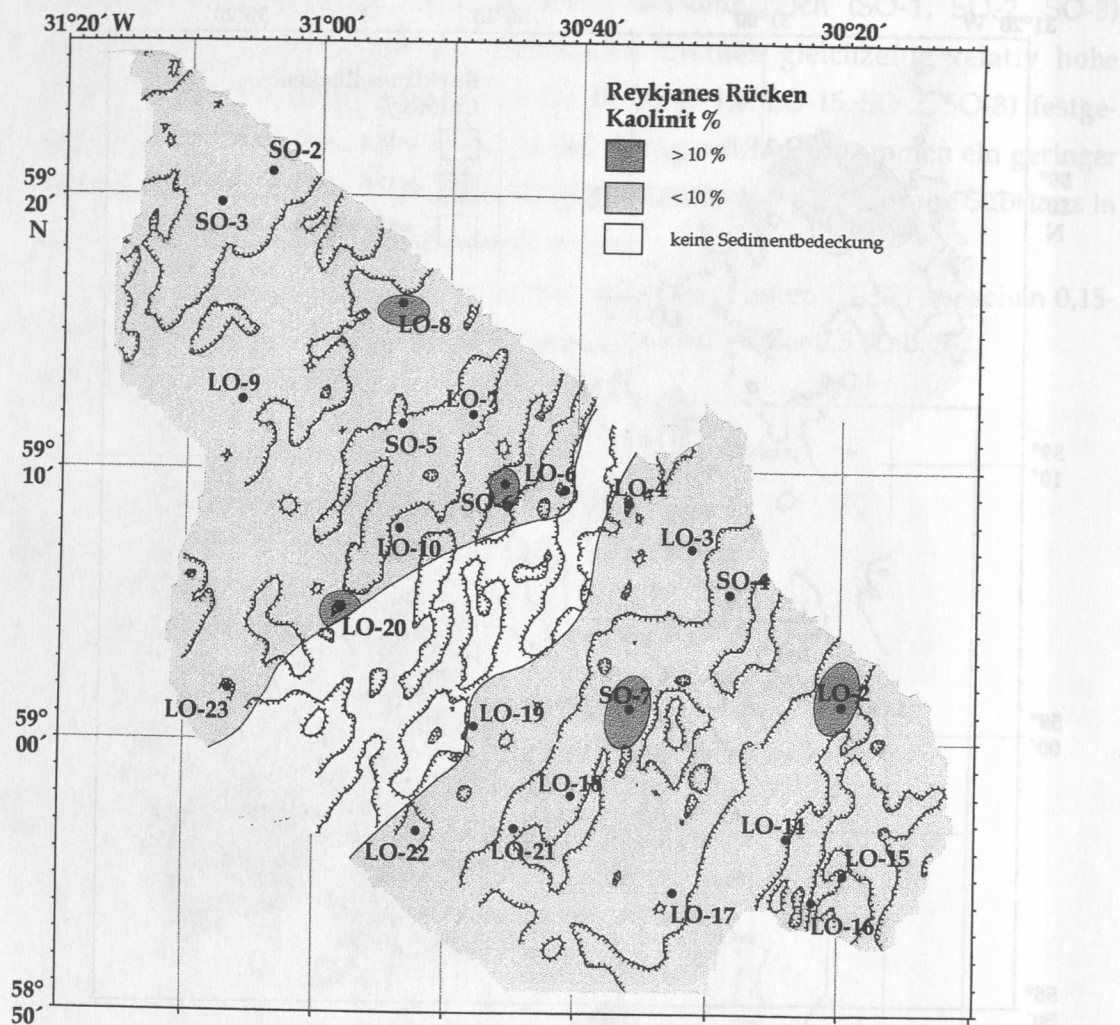 31°20´ W
31°00´
30°40´
30°20´
Reykjanes Rücken
Kaolinit %
> 10 %
< 10 %
keine Sedimentbedeckung
59°
20´
N
59°
10´
59°
00´
58°
50´
SO-2
SO-3
LO-8
LO-9
LO-7
SO-5
LO-6
SO-6
LO-4
LO-10
LO-3
SO-4
LO-20
LO-23
LO-19
SO-7
LO-2
LO-18
LO-22
LO-21
LO-14
LO-15
LO-17
LO-16